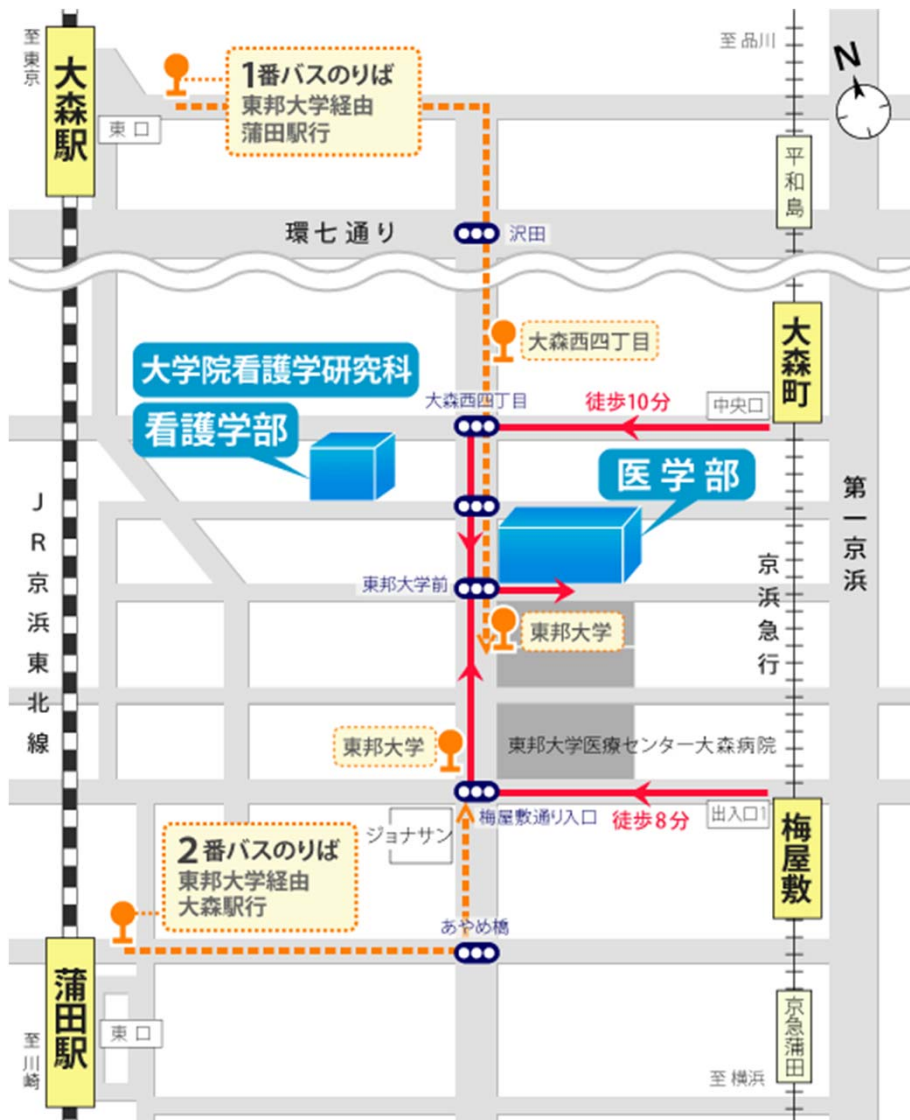 至東京
大森駅
東口
1番バスのりば
東邦大学経由
蒲田駅行
至品川
N
平和島
環七通り
沢田
大森西四丁目
大森町
大学院看護学研究科
看護学部
大森西四丁目
徒歩10分
中央口
医学部
第一京浜
JR京浜東北線
東邦大学前
京浜急行
東邦大学
東邦大学
東邦大学医療センター大森病院
ジョナサン
梅屋敷通り入口
徒歩8分
出入口1
梅屋敷
2番バスのりば
東邦大学経由
大森駅行
あやめ橋
蒲田駅
東口
至川崎
京急蒲田
至横浜